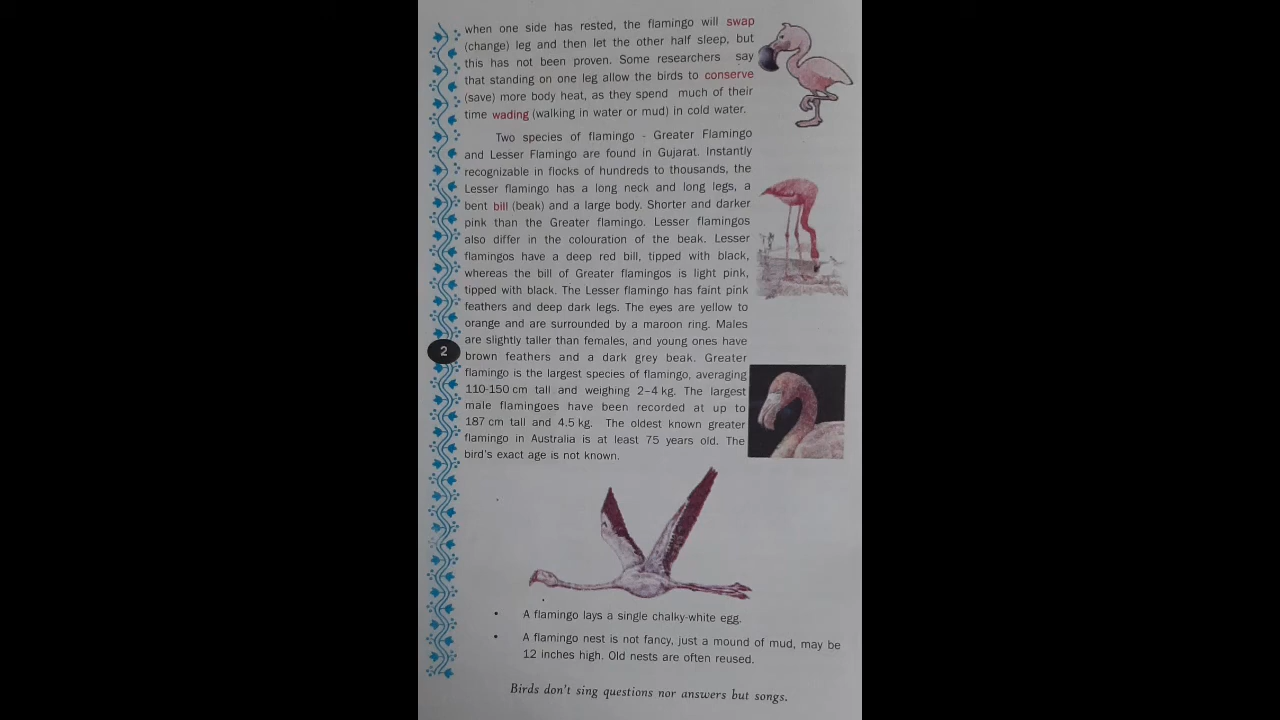 when one side has rested, the flamingo will swap
(change) leg and then let the other half sleep, but
this has not been proven. Some researchers say
that standing on one leg allow the birds to conserve
(save) more body heat, as they spend much of their
time wading (walking in water or mud) in cold water.
Two species of flamingo - Greater Flamingo
and Lesser Flamingo are found in Gujarat. Instantly
recognizable in flocks of hundreds to thousands, the
Lesser flamingo has a long neck and long legs, a
bent bill (beak) and a large body. Shorter and darker
pink than the Greater flamingo. Lesser flamingos
also differ in the colouration of the beak. Lesser
flamingos have a deep red bill, tipped with black,
whereas the bill of Greater flamingos is light pink,
tipped with black. The Lesser flamingo has faint pink
feathers and deep dark legs. The eyes are yellow to
orange and are surrounded by a maroon ring. Males
are slightly taller than females, and young ones have
brown feathers and a dark grey beak. Greater
flamingo is the largest species of flamingo, averaging
110-150 cm tall and weighing 2–4 kg. The largest
male flamingoes have been recorded at up to
187 cm tall and 4.5 kg. The oldest known greater
flamingo in Australia is at least 75 years old. The
bird's exact age is not known.
2
• A flamingo lays a single chalky-white egg.
• A flamingo nest is not fancy, just a mound of mud, may be
12 inches high. Old nests are often reused.
Birds don't sing questions nor answers but songs.